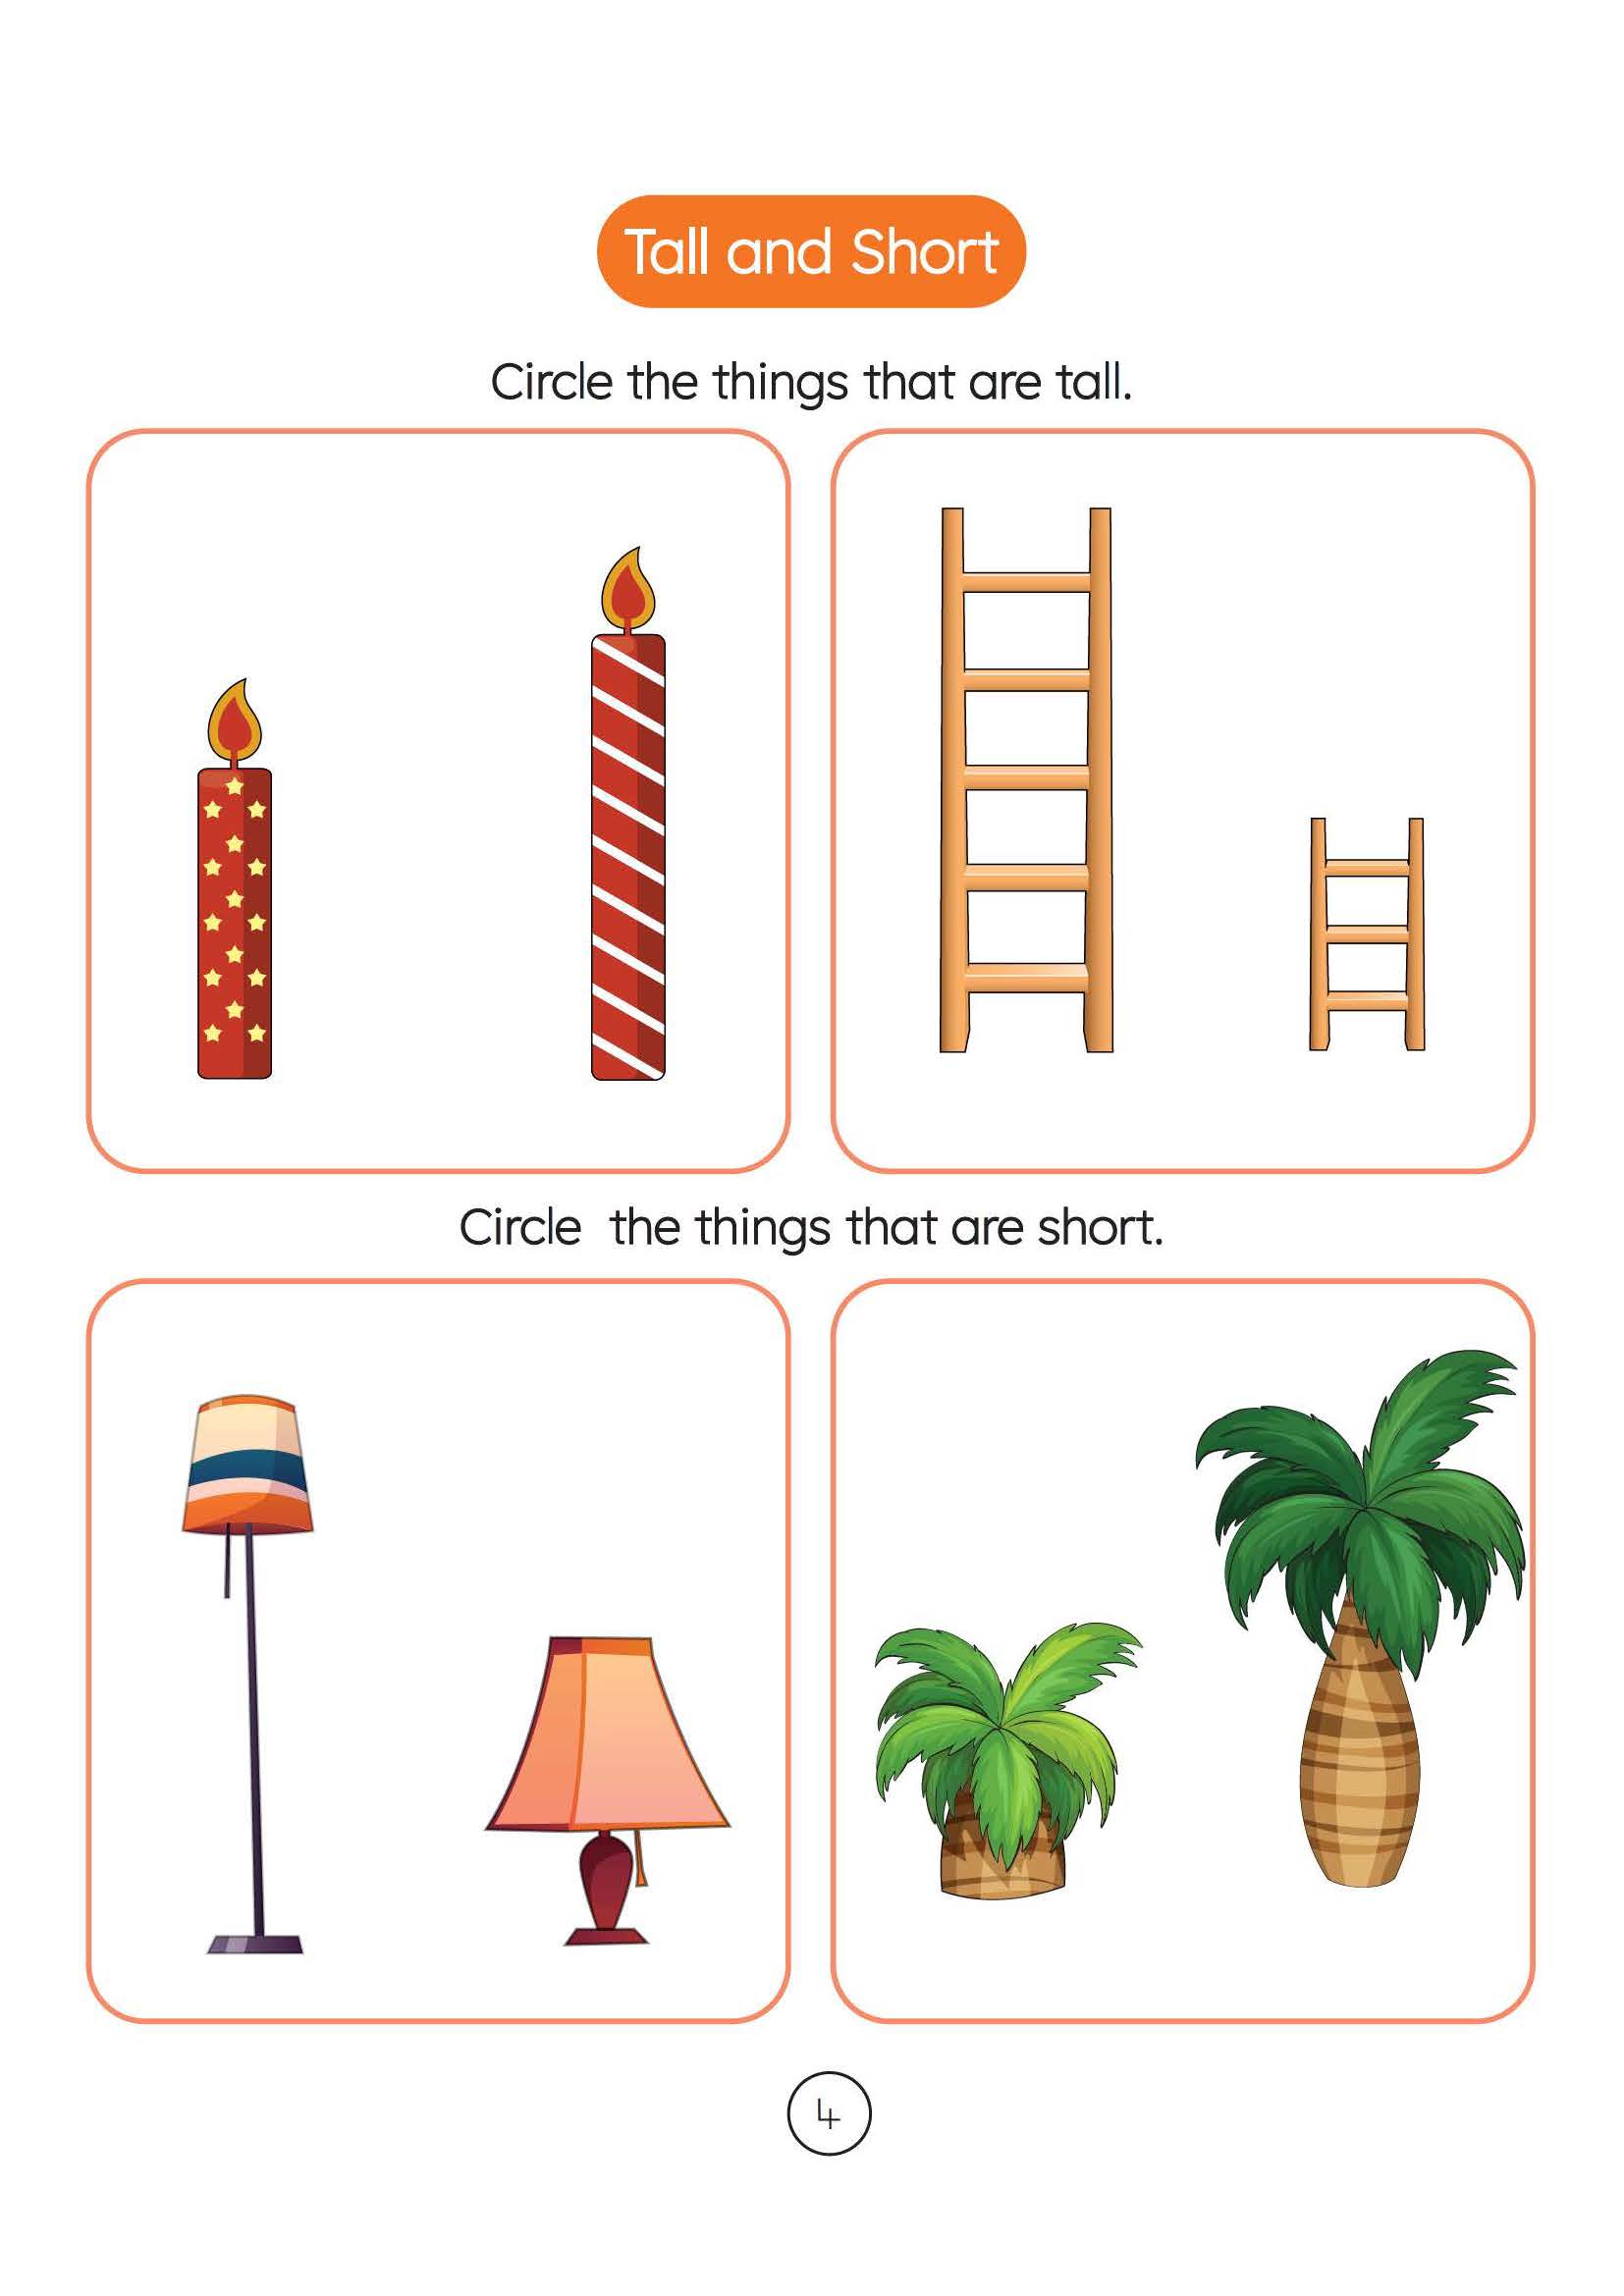 Tall and Short
Circle the things that are tall.
Circle the things that are short.
4